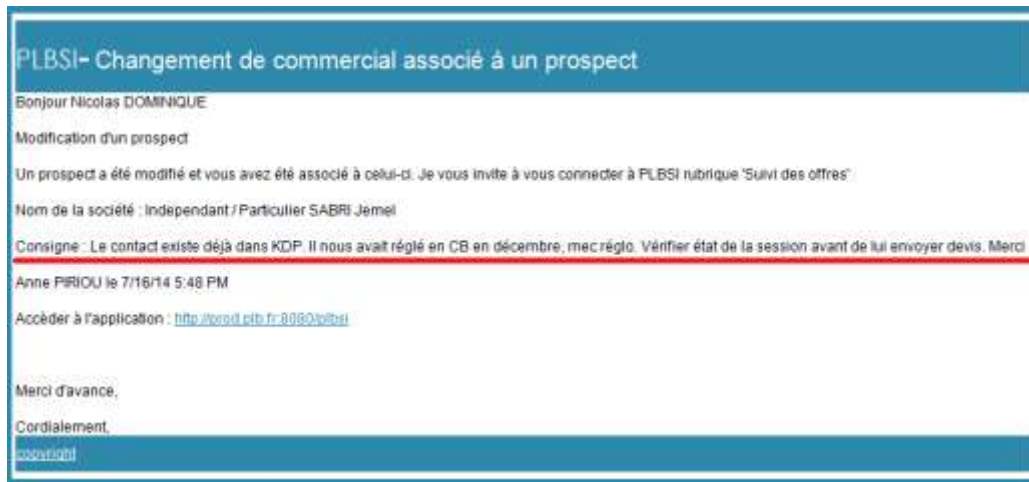 PLBSI- Changement de commercial associé à un prospect
Bonjour Nicolas DOMINIQUE
Modification d'un prospect
Un prospect a été modifié et vous avez été associé à celui-ci. Je vous invite à vous connecter à PLBSI rubrique 'Suivi des offres'
Nom de la société : Independant / Particulier SABRI Jemel
Consigne : Le contact existe déjà dans KDP. Il nous avait réglé en CB en décembre, mec réglo. Vérifier état de la session avant de lui envoyer devis. Merci
Anne PIRIOU le 7/16/14 5:48 PM
Accèder à l'application : http://prod.plb.fr:8080/plbsi
Merci d'avance,
Cordialement,
copyright